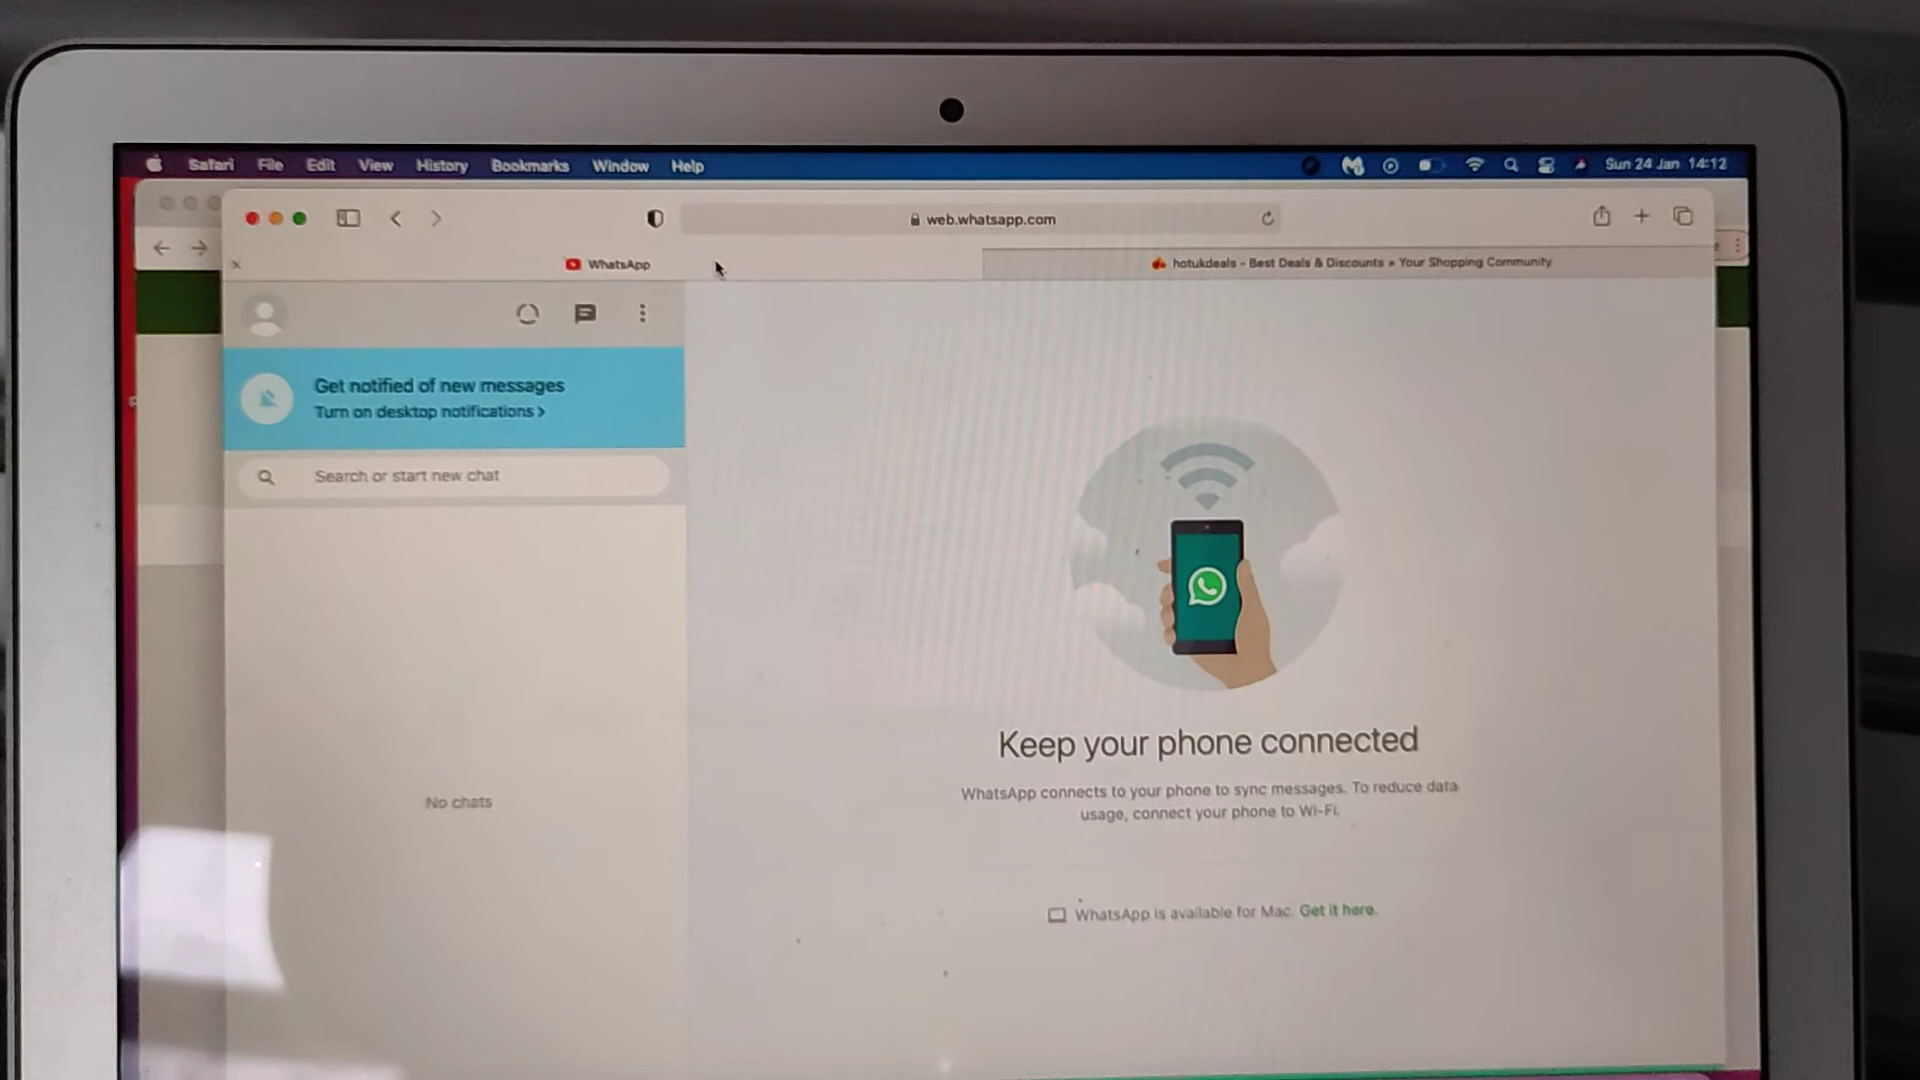 Safari File Edit View History Bookmarks Window Help Sun 24 Jan 14:12
web.whatsapp.com
WhatsApp
hotukdeals - Best Deals & Discounts » Your Shopping Community
Get notified of new messages
Turn on desktop notifications >
Search or start new chat
No chats
Keep your phone connected
WhatsApp connects to your phone to sync messages. To reduce data
usage, connect your phone to Wi-Fi.
WhatsApp is available for Mac. Get it here.